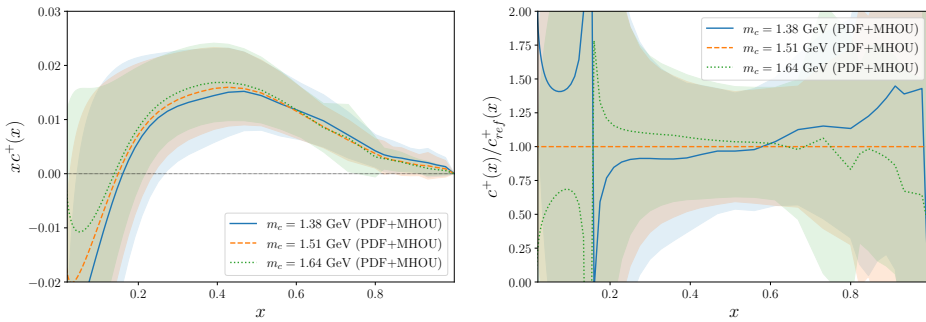 0.03
0.02
0.01
0.00
−0.01
−0.02
xc⁺(x)
0.2
0.4
0.6
0.8
x
m_c = 1.38 GeV (PDF+MHOU)
m_c = 1.51 GeV (PDF+MHOU)
m_c = 1.64 GeV (PDF+MHOU)
2.00
1.75
1.50
1.25
1.00
0.75
0.50
0.25
0.00
c⁺(x)/c⁺_ref(x)
0.2
0.4
0.6
0.8
x
m_c = 1.38 GeV (PDF+MHOU)
m_c = 1.51 GeV (PDF+MHOU)
m_c = 1.64 GeV (PDF+MHOU)